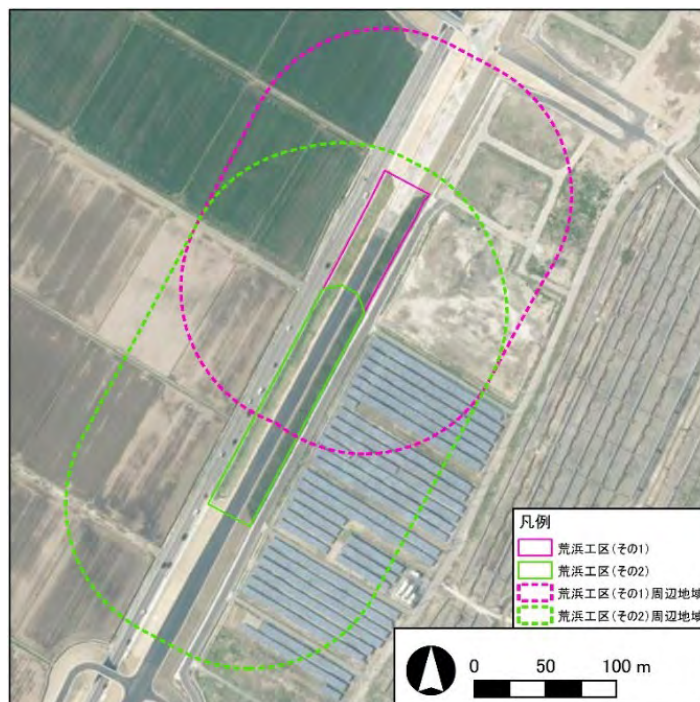 凡例
荒浜工区(その1)
荒浜工区(その2)
荒浜工区(その1)周辺地域
荒浜工区(その2)周辺地域
0 50 100 m